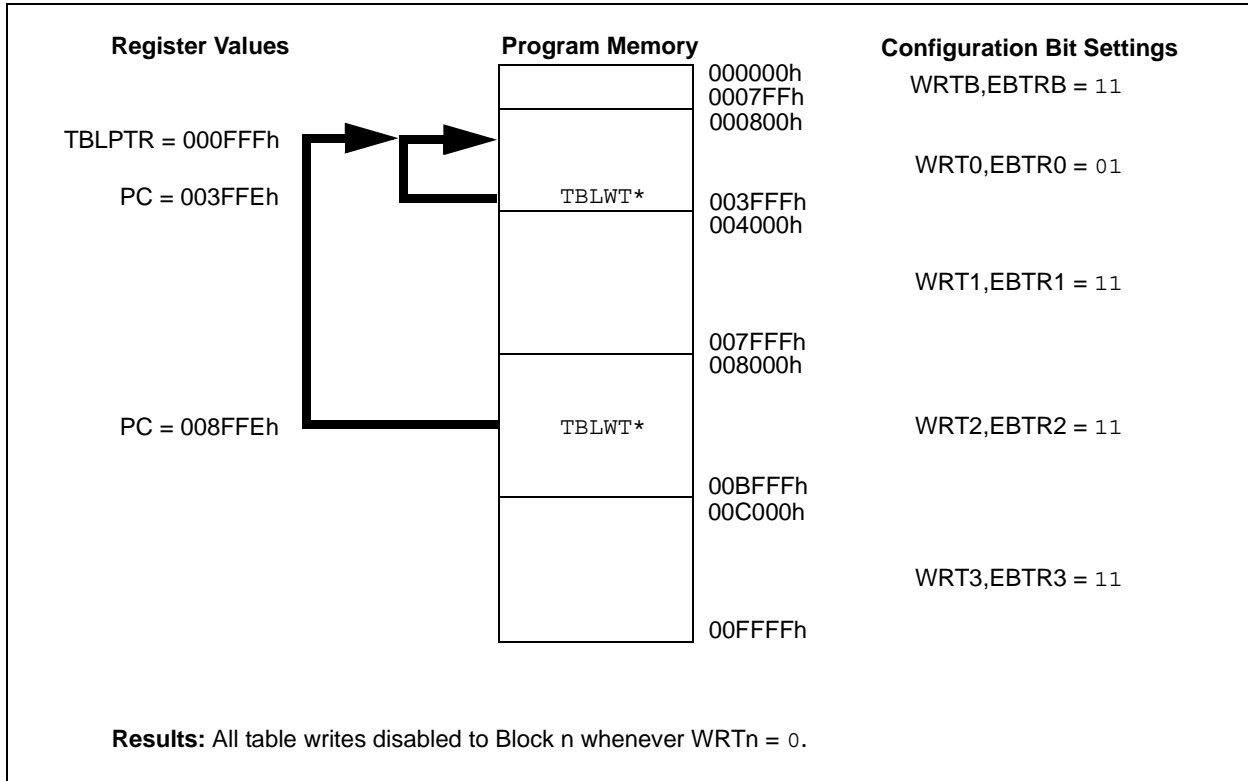 Register Values
Program Memory
Configuration Bit Settings
000000h
WRTB,EBTRB = 11
0007FFh
000800h
TBLPTR = 000FFFh
WRT0,EBTR0 = 01
PC = 003FFEh
TBLWT*
003FFFh
004000h
WRT1,EBTR1 = 11
007FFFh
008000h
PC = 008FFEh
TBLWT*
WRT2,EBTR2 = 11
00BFFFh
00C000h
WRT3,EBTR3 = 11
00FFFFh
Results: All table writes disabled to Block n whenever WRTn = 0.